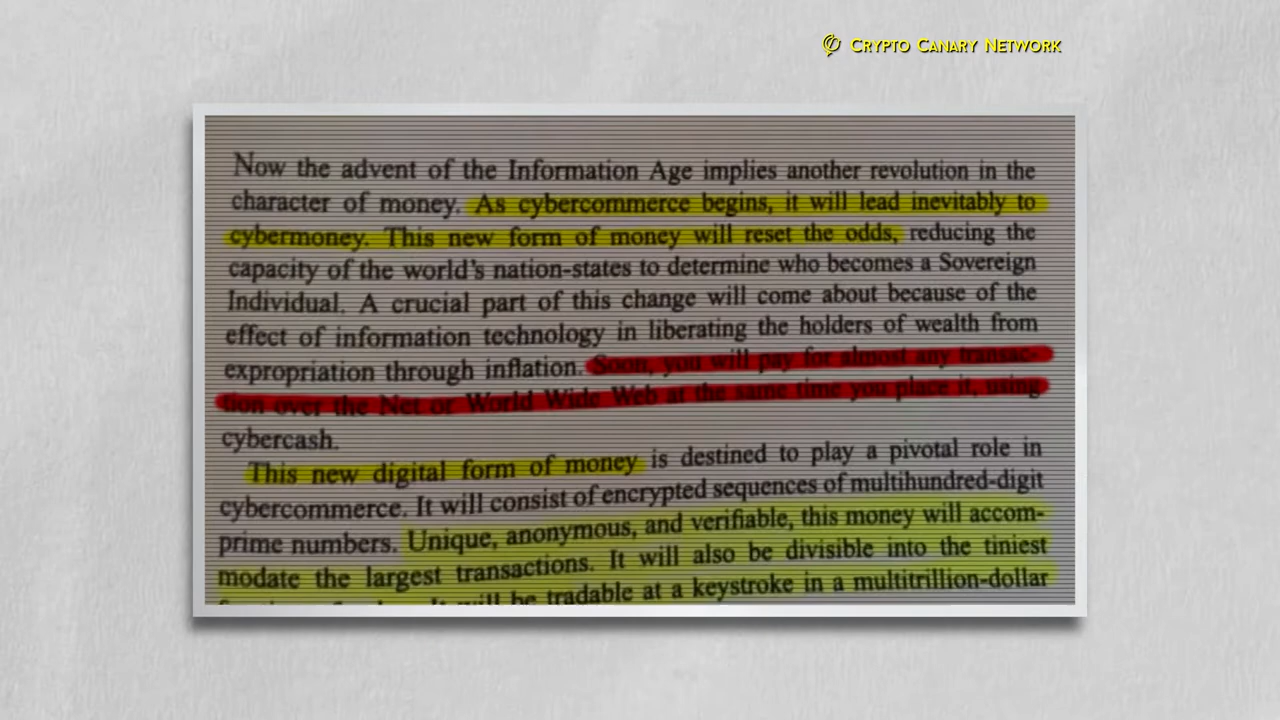 CRYPTO CANARY NETWORK
Now the advent of the Information Age implies another revolution in the
character of money. As cybercommerce begins, it will lead inevitably to
cybermoney. This new form of money will reset the odds, reducing the
capacity of the world's nation-states to determine who becomes a Sovereign
Individual. A crucial part of this change will come about because of the
effect of information technology in liberating the holders of wealth from
expropriation through inflation. Soon, you will pay for almost any transac-
tion over the Net or World Wide Web at the same time you place it, using
cybercash.
This new digital form of money is destined to play a pivotal role in
cybercommerce. It will consist of encrypted sequences of multihundred-digit
prime numbers. Unique, anonymous, and verifiable, this money will accom-
modate the largest transactions. It will also be divisible into the tiniest
will be tradable at a keystroke in a multitrillion-dollar